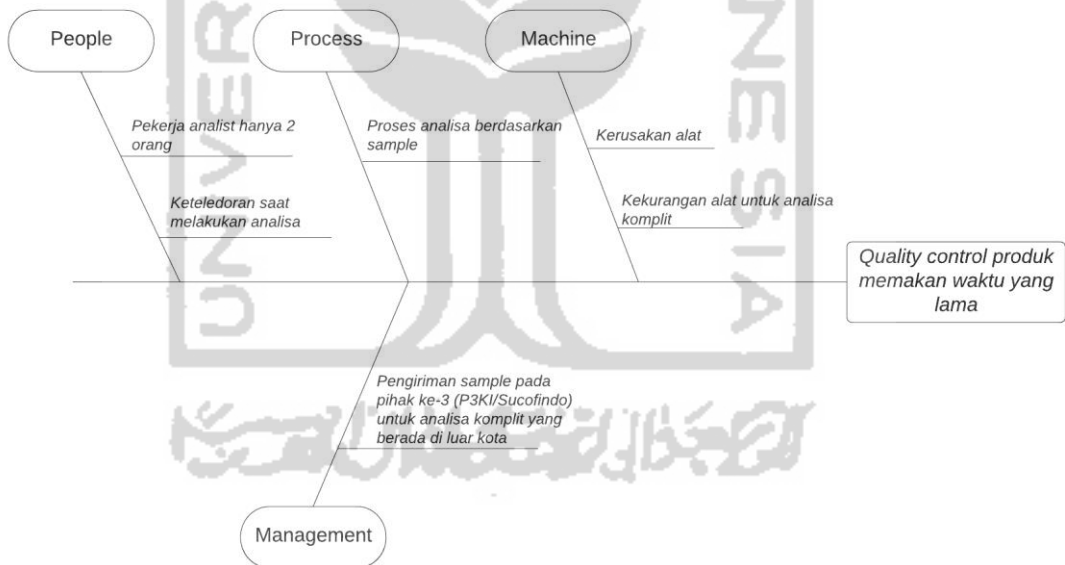 People
Process
Machine
Pekerja analist hanya 2
orang
Keteledoran saat
melakukan analisa
Proses analisa berdasarkan
sample
Kerusakan alat
Kekurangan alat untuk analisa
komplit
Quality control produk
memakan waktu yang
lama
Pengiriman sample pada
pihak ke-3 (P3KI/Sucofindo)
untuk analisa komplit yang
berada di luar kota
Management